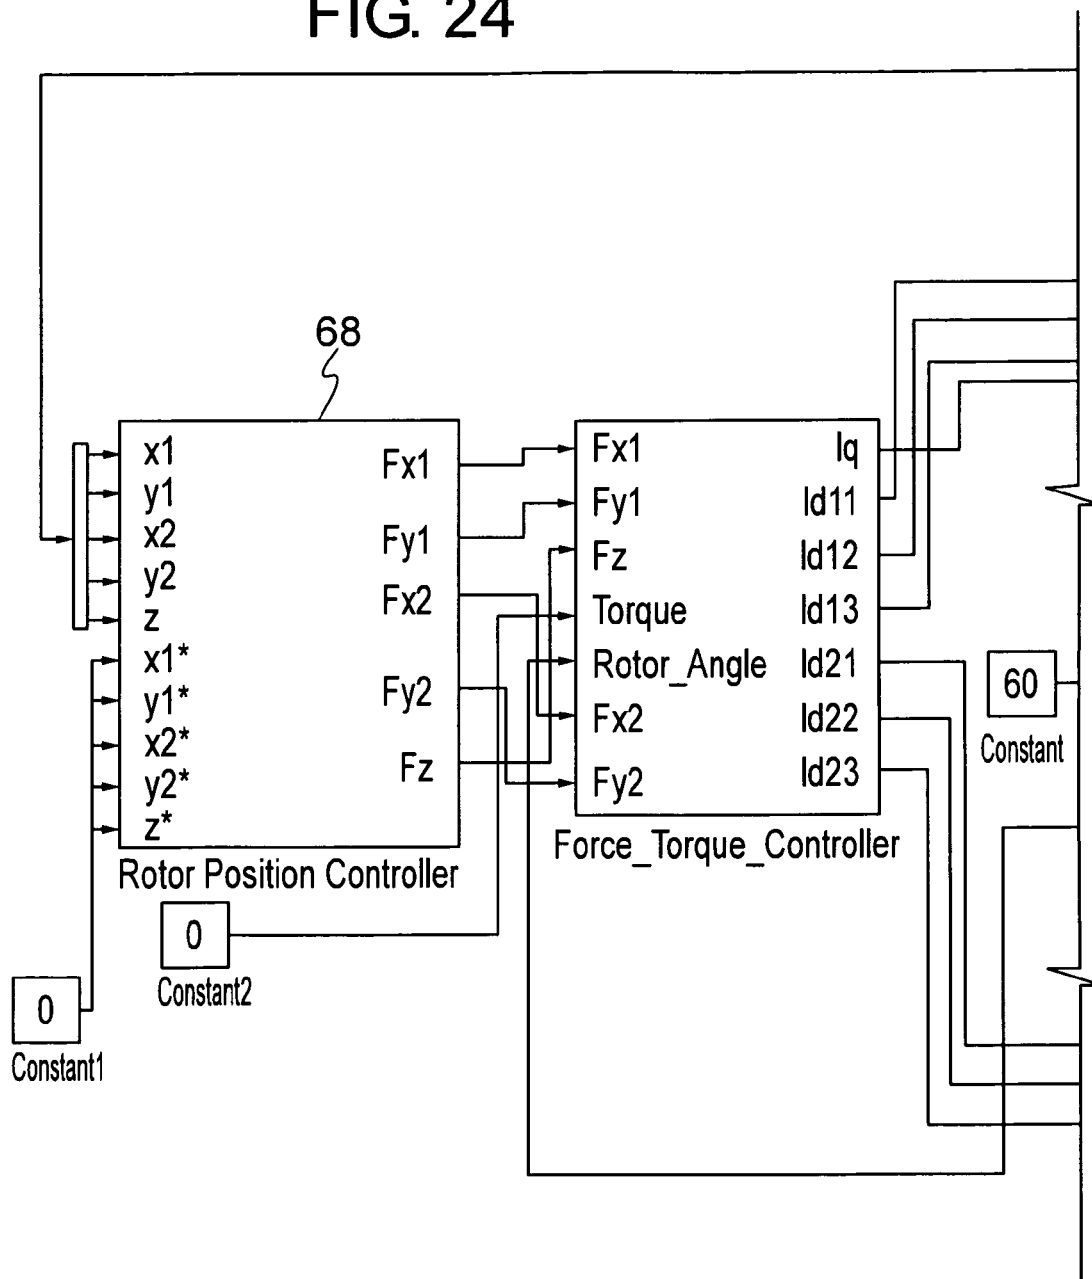 FIG. 24
68
x1
y1
x2
y2
z
x1*
y1*
x2*
y2*
z*
Fx1
Fy1
Fx2
Fy2
Fz
Rotor Position Controller
Fx1
Fy1
Fz
Torque
Rotor_Angle
Fx2
Fy2
Iq
Id11
Id12
Id13
Id21
Id22
Id23
Force_Torque_Controller
60
Constant
0
Constant2
0
Constant1